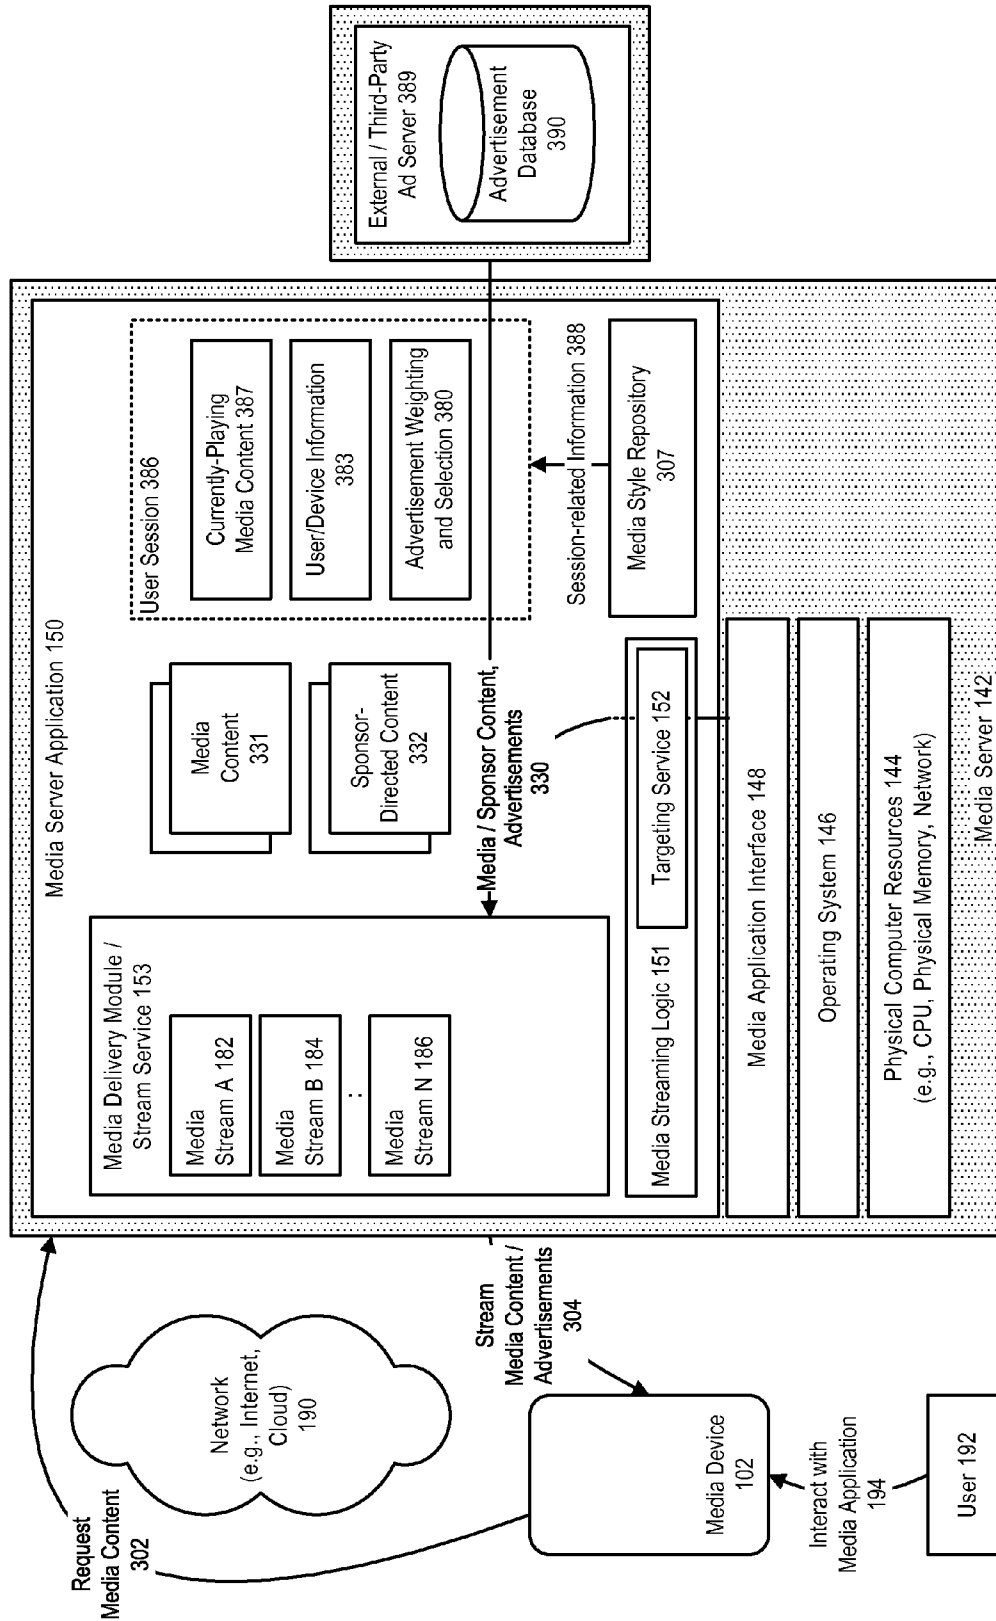 Request
Media Content
302
Network
(e.g., Internet,
Cloud)
190
Stream
Media Content /
Advertisements
304
Media Device
102
Interact with
Media Application
194
User 192
Media Server Application 150
Media Delivery Module /
Stream Service 153
Media
Stream A 182
Media
Stream B 184
:
Media
Stream N 186
Media
Content
331
Sponsor-
Directed Content
332
Media / Sponsor Content,
Advertisements
330
User Session 386
Currently-Playing
Media Content 387
User/Device Information
383
Advertisement Weighting
and Selection 380
Session-related Information 388
Media Style Repository
307
Media Streaming Logic 151
Targeting Service 152
Media Application Interface 148
Operating System 146
Physical Computer Resources 144
(e.g., CPU, Physical Memory, Network)
Media Server 142
External / Third-Party
Ad Server 389
Advertisement
Database
390